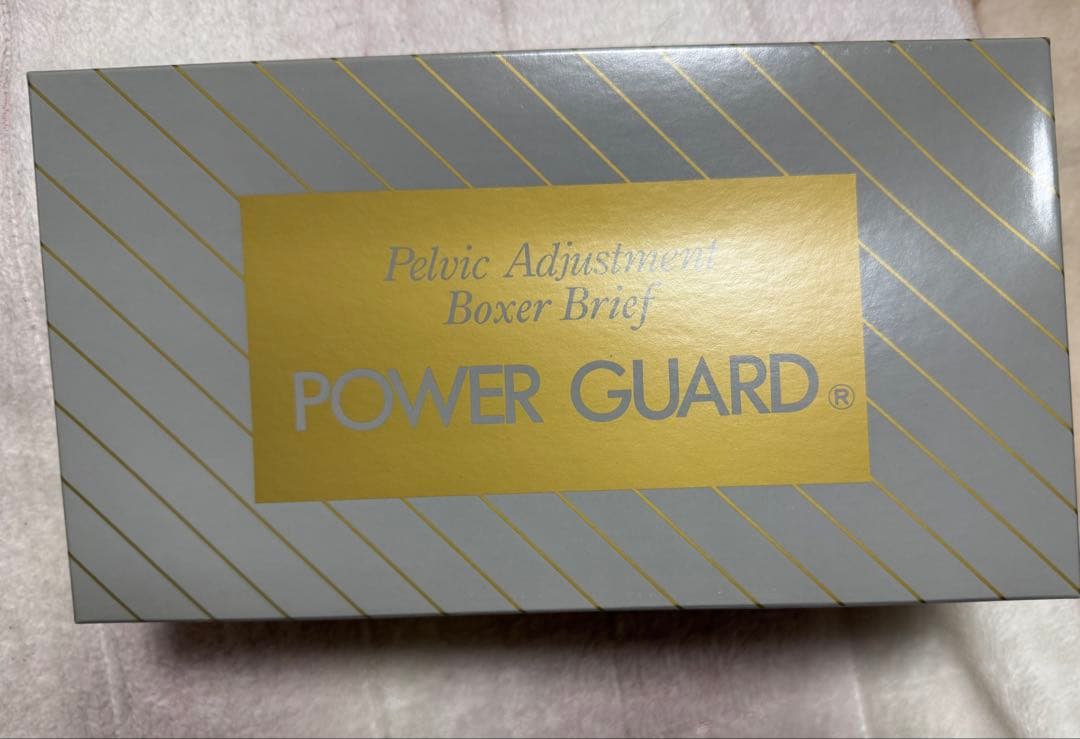 Pelvic Adjustment
Boxer Brief
POWER GUARD®